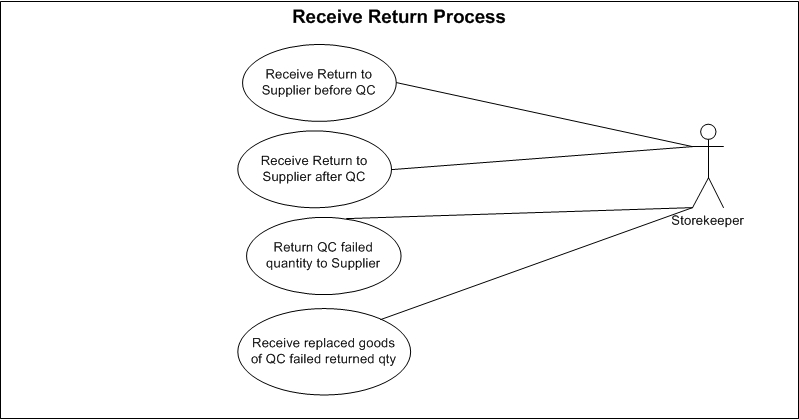 Receive Return Process
Receive Return to
Supplier before QC
Receive Return to
Supplier after QC
Storekeeper
Return QC failed
quantity to Supplier
Receive replaced goods
of QC failed returned qty